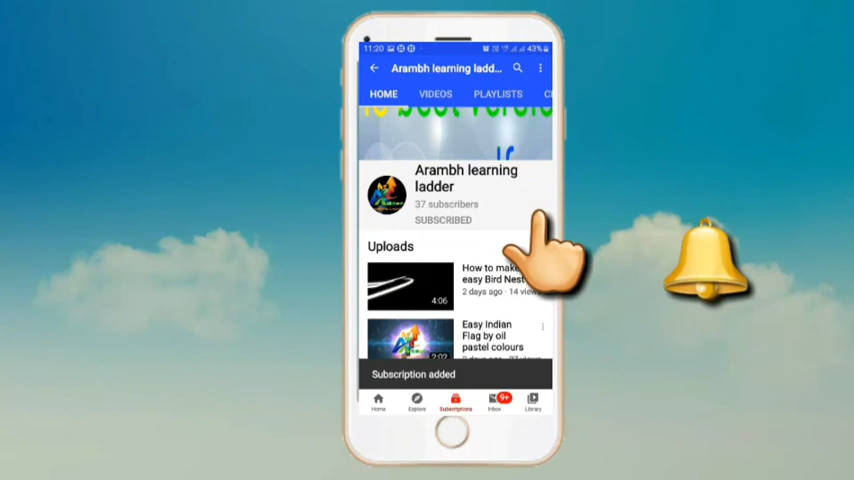 11:20
43%
Arambh learning ladd...
HOME VIDEOS PLAYLISTS
If
Arambh learning
ladder
37 subscribers
SUBSCRIBED
Uploads
How to make
easy Bird Nest
2 days ago · 14 views
4:06
Easy Indian
Flag by oil
pastel colours
2:02
Subscription added
9+
Home Explore Subscriptions Inbox Library